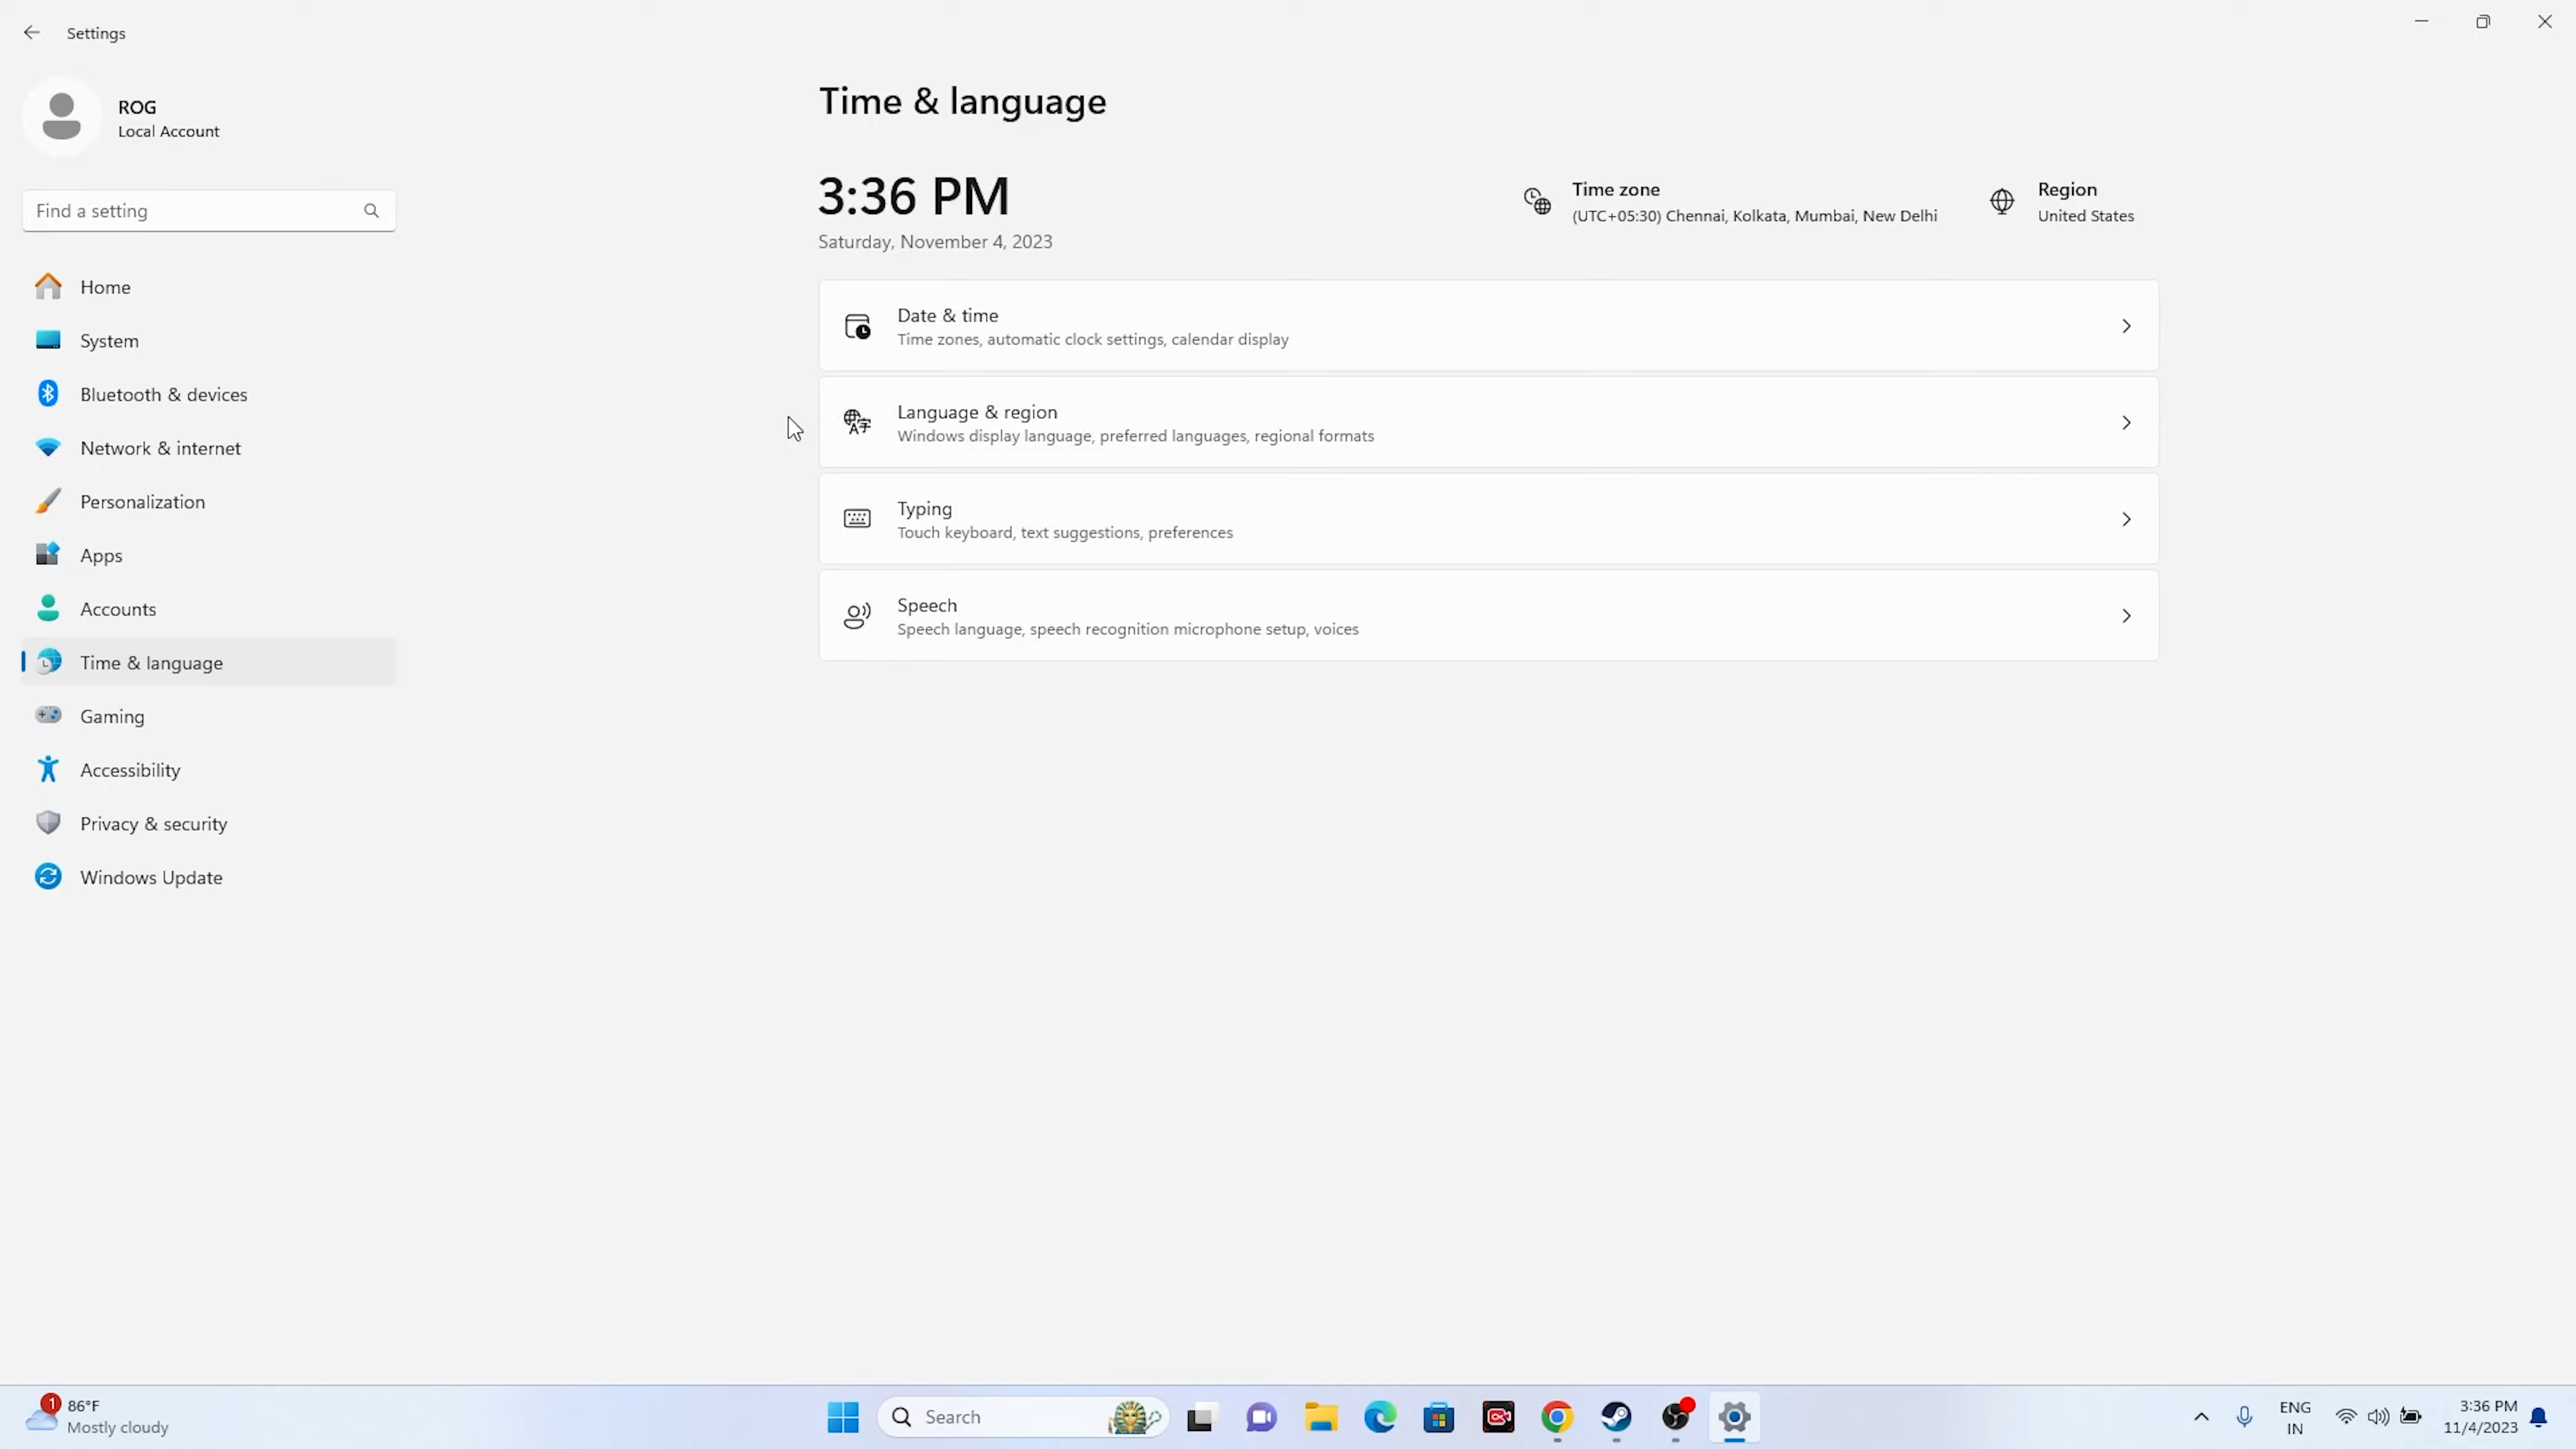 Settings
ROG
Local Account
Find a setting
Home
System
Bluetooth & devices
Network & internet
Personalization
Apps
Accounts
Time & language
Gaming
Accessibility
Privacy & security
Windows Update
Time & language
3:36 PM
Saturday, November 4, 2023
Time zone
(UTC+05:30) Chennai, Kolkata, Mumbai, New Delhi
Region
United States
Date & time
Time zones, automatic clock settings, calendar display
Language & region
Windows display language, preferred languages, regional formats
Typing
Touch keyboard, text suggestions, preferences
Speech
Speech language, speech recognition microphone setup, voices
1
86°F
Mostly cloudy
Search
ENG
IN
3:36 PM
11/4/2023